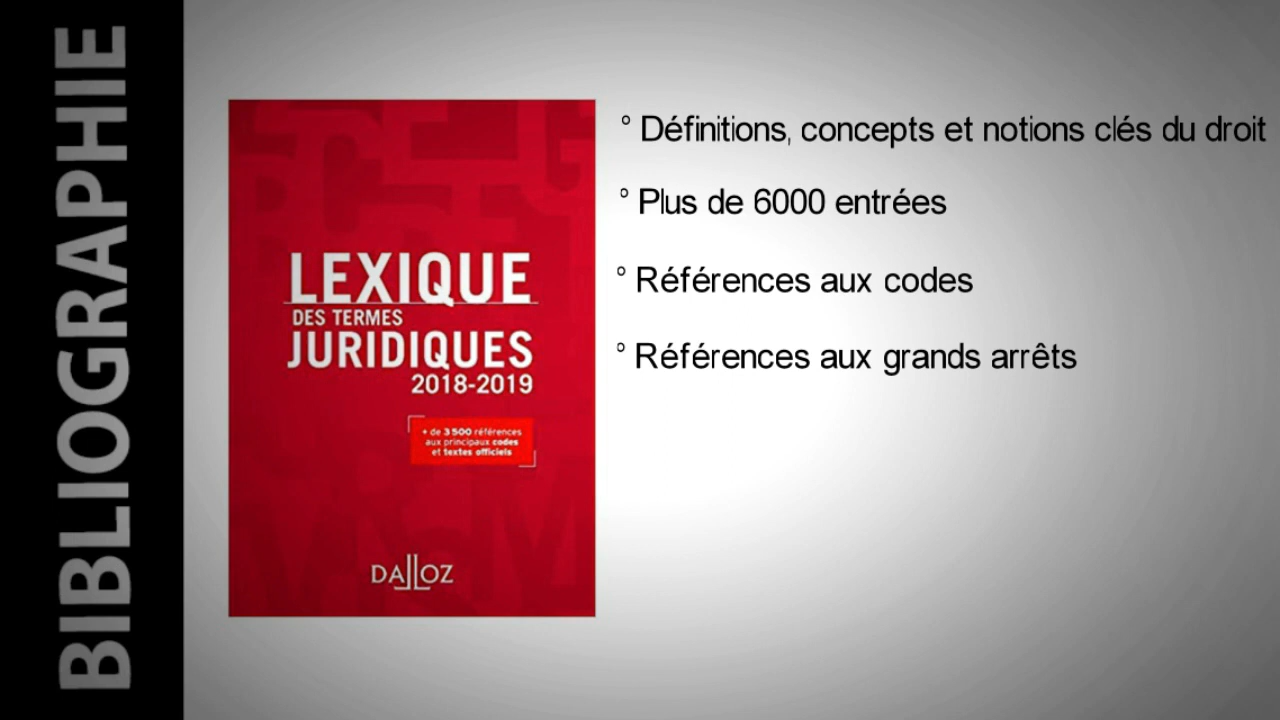 BIBLIOGRAPHIE
LEXIQUE
DES TERMES
JURIDIQUES
2018-2019
+ de 3 500 références
aux principaux codes
et textes officiels
DALLOZ
° Définitions, concepts et notions clés du droit
° Plus de 6000 entrées
° Références aux codes
° Références aux grands arrêts